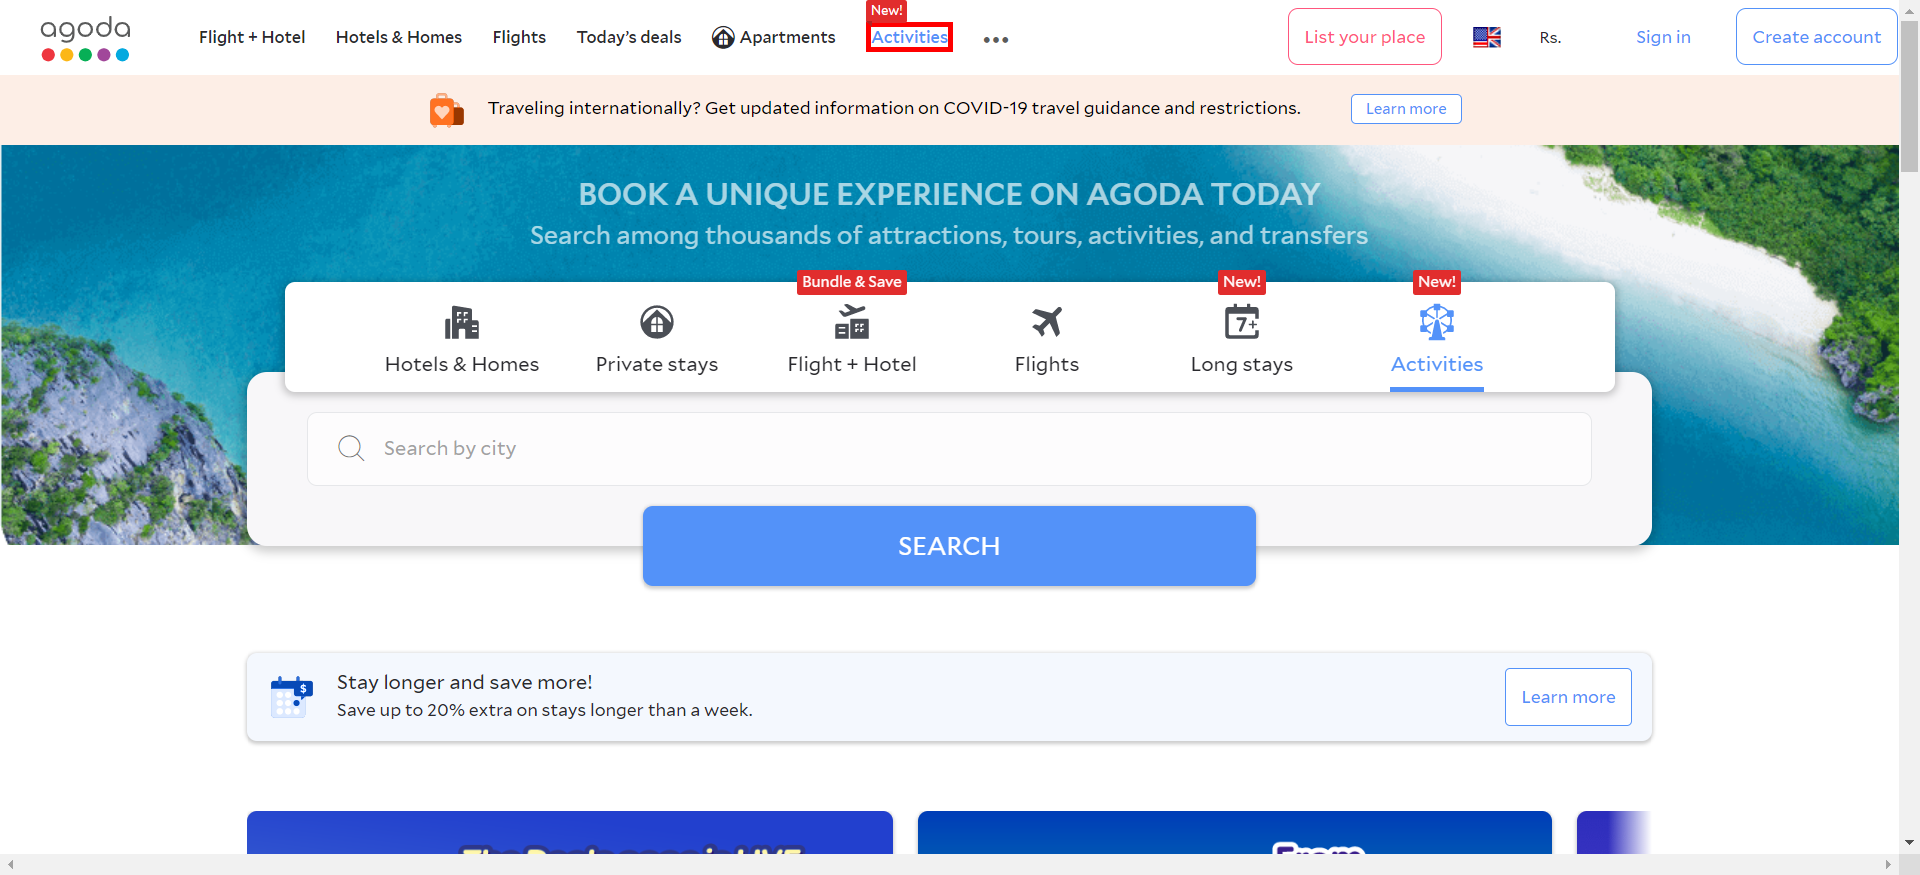 agoda
Flight + Hotel
Hotels & Homes
Flights
Today's deals
Apartments
New!
Activities
List your place
Rs.
Sign in
Create account
Traveling internationally? Get updated information on COVID-19 travel guidance and restrictions.
Learn more
BOOK A UNIQUE EXPERIENCE ON AGODA TODAY
Search among thousands of attractions, tours, activities, and transfers
Hotels & Homes
Private stays
Bundle & Save
Flight + Hotel
Flights
New!
7+
Long stays
New!
Activities
Search by city
SEARCH
$
Stay longer and save more!
Save up to 20% extra on stays longer than a week.
Learn more
From